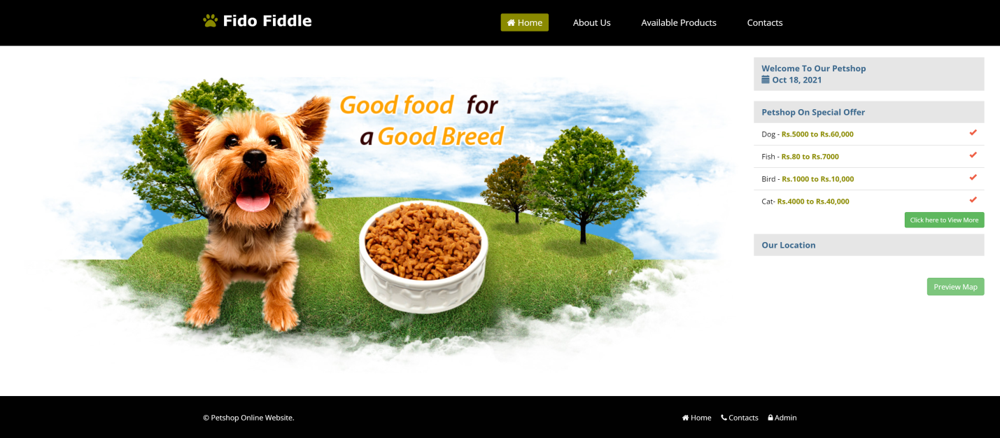 Fido Fiddle
Home About Us Available Products Contacts
Good food for
a Good Breed
Welcome To Our Petshop
Oct 18, 2021
Petshop On Special Offer
Dog - Rs.5000 to Rs.60,000
Fish - Rs.80 to Rs.7000
Bird - Rs.1000 to Rs.10,000
Cat- Rs.4000 to Rs.40,000
Click here to View More
Our Location
Preview Map
© Petshop Online Website.
Home Contacts Admin